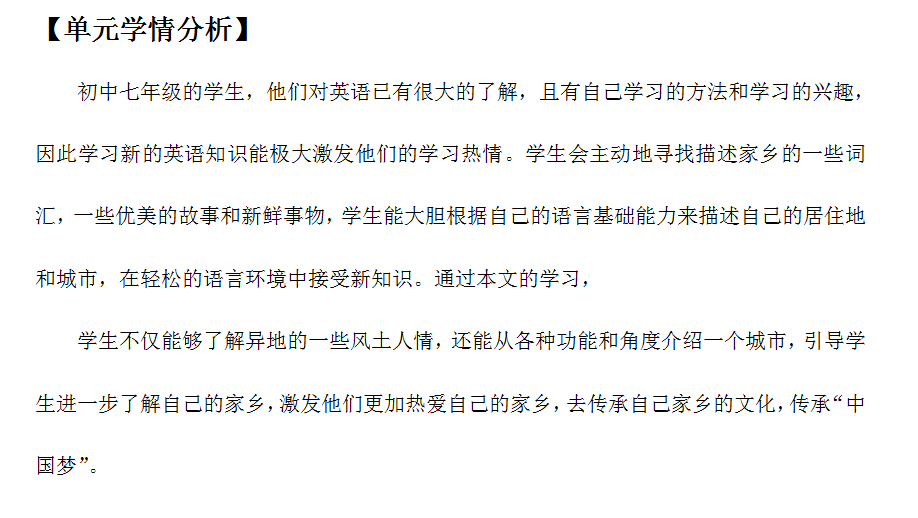 【单元学情分析】
初中七年级的学生，他们对英语已有很大的了解，且有自己学习的方法和学习的兴趣，
因此学习新的英语知识能极大激发他们的学习热情。学生会主动地寻找描述家乡的一些词
汇，一些优美的故事和新鲜事物，学生能大胆根据自己的语言基础能力来描述自己的居住地
和城市，在轻松的语言环境中接受新知识。通过本文的学习，
学生不仅能够了解异地的一些风土人情，还能从各种功能和角度介绍一个城市，引导学
生进一步了解自己的家乡，激发他们更加热爱自己的家乡，去传承自己家乡的文化，传承“中
国梦”。